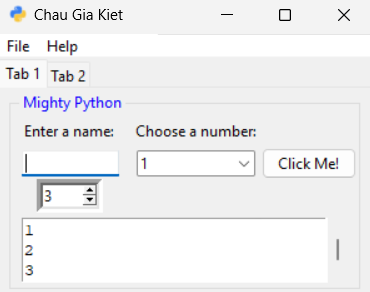 Chau Gia Kiet
File Help
Tab 1 Tab 2
Mighty Python
Enter a name: Choose a number:
1 Click Me!
3
1
2
3